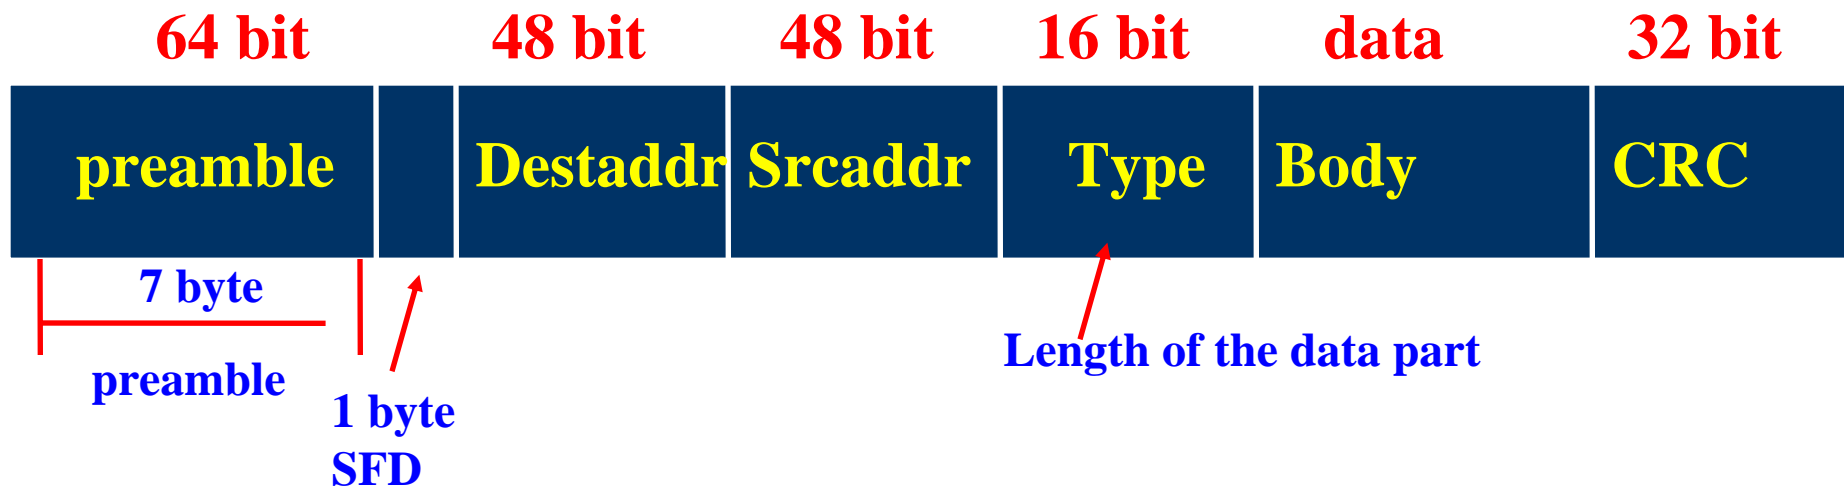 64 bit 48 bit 48 bit 16 bit data 32 bit
preamble Destaddr Srcaddr Type Body CRC
7 byte
Length of the data part
preamble
1 byte
SFD